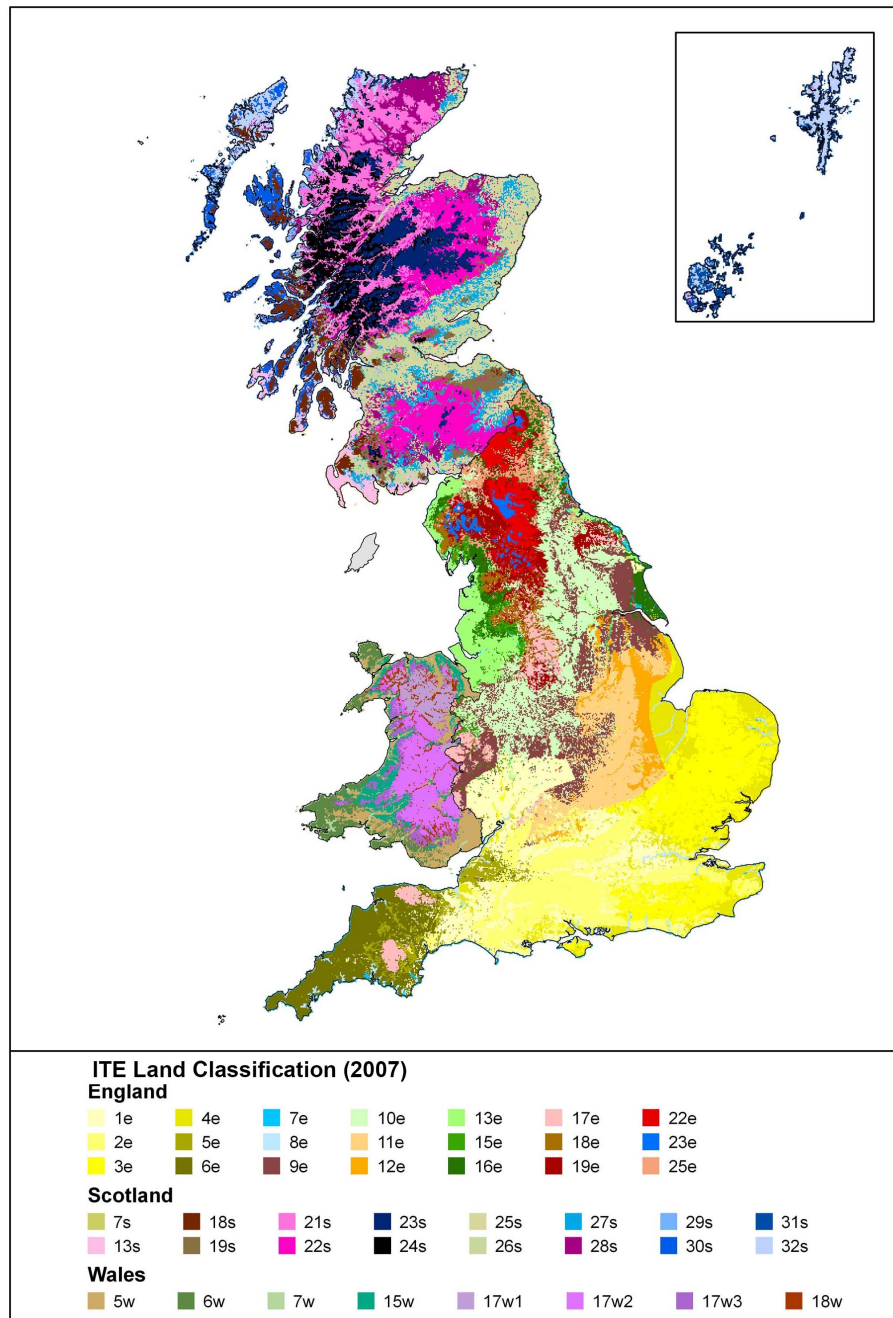 ITE Land Classification (2007)
England
1e 4e 7e 10e 13e 17e 22e
2e 5e 8e 11e 15e 18e 23e
3e 6e 9e 12e 16e 19e 25e
Scotland
7s 18s 21s 23s 25s 27s 29s 31s
13s 19s 22s 24s 26s 28s 30s 32s
Wales
5w 6w 7w 15w 17w1 17w2 17w3 18w